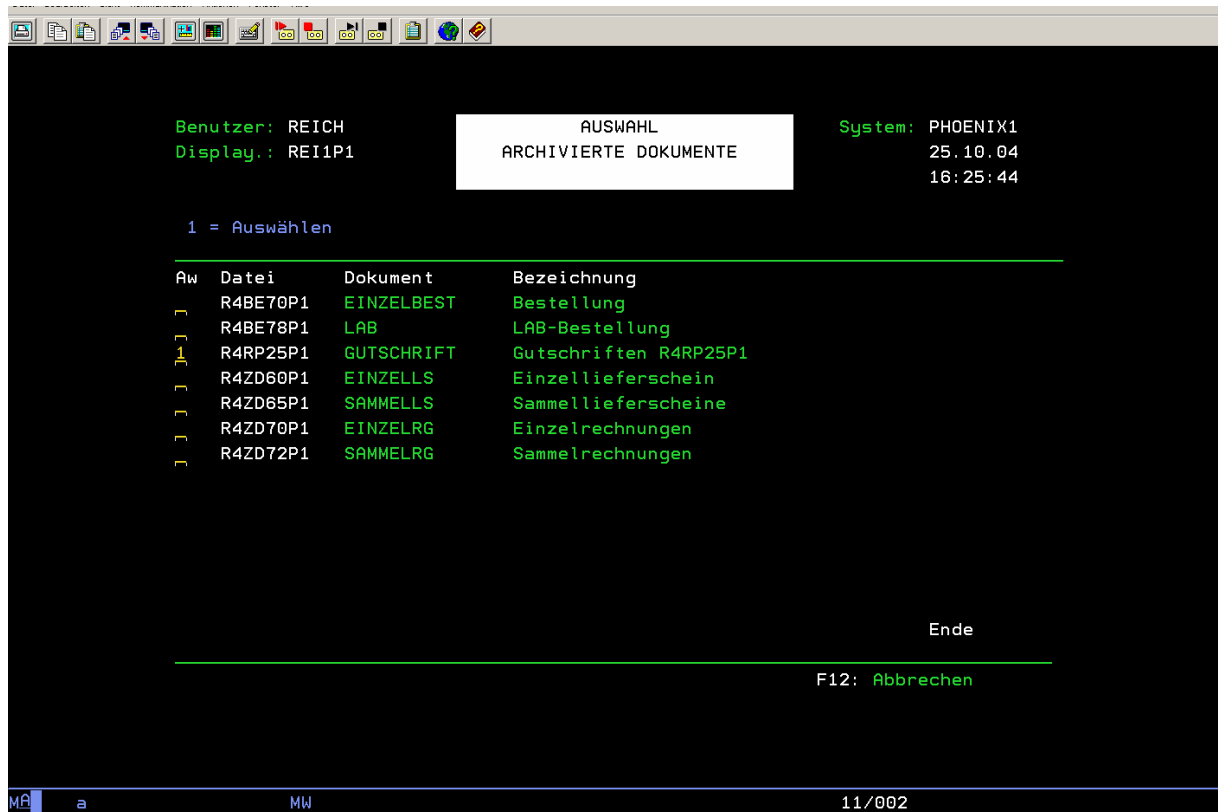 Benutzer: REICH AUSWAHL System: PHOENIX1
Display.: REI1P1 ARCHIVIERTE DOKUMENTE 25.10.04
16:25:44
1 = Auswählen
Aw Datei Dokument Bezeichnung
R4BE70P1 EINZELBEST Bestellung
R4BE78P1 LAB LAB-Bestellung
1 R4RP25P1 GUTSCHRIFT Gutschriften R4RP25P1
R4ZD60P1 EINZELLS Einzellieferschein
R4ZD65P1 SAMMELLS Sammellieferscheine
R4ZD70P1 EINZELRG Einzelrechnungen
R4ZD72P1 SAMMELRG Sammelrechnungen
Ende
F12: Abbrechen
MA a MW 11/002